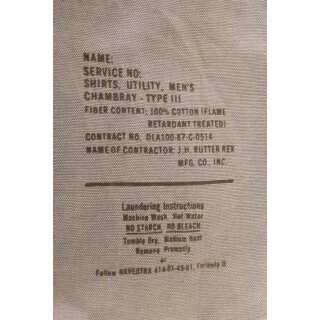 NAME:
SERVICE NO:
SHIRTS, UTILITY, MEN'S
CHAMBRAY - TYPE III
FIBER CONTENT: 100% COTTON (FLAME
RETARDANT TREATED)
CONTRACT NO. DLA100-87-C-0514
NAME OF CONTRACTOR: J.H. RUTTER REX
MFG. CO., INC.
Laundering Instructions
Machine Wash Hot Water
NO STARCH, NO BLEACH
Tumble Dry, Medium Heat
Remove Promptly
or
Follow NAVEDTRA 414-01-45-81, Formula II